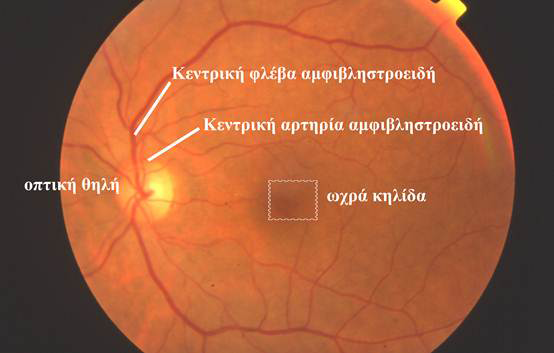 Κεντρική φλέβα αμφιβληστροειδή
Κεντρική αρτηρία αμφιβληστροειδή
οπτική θηλή
ωχρά κηλίδα